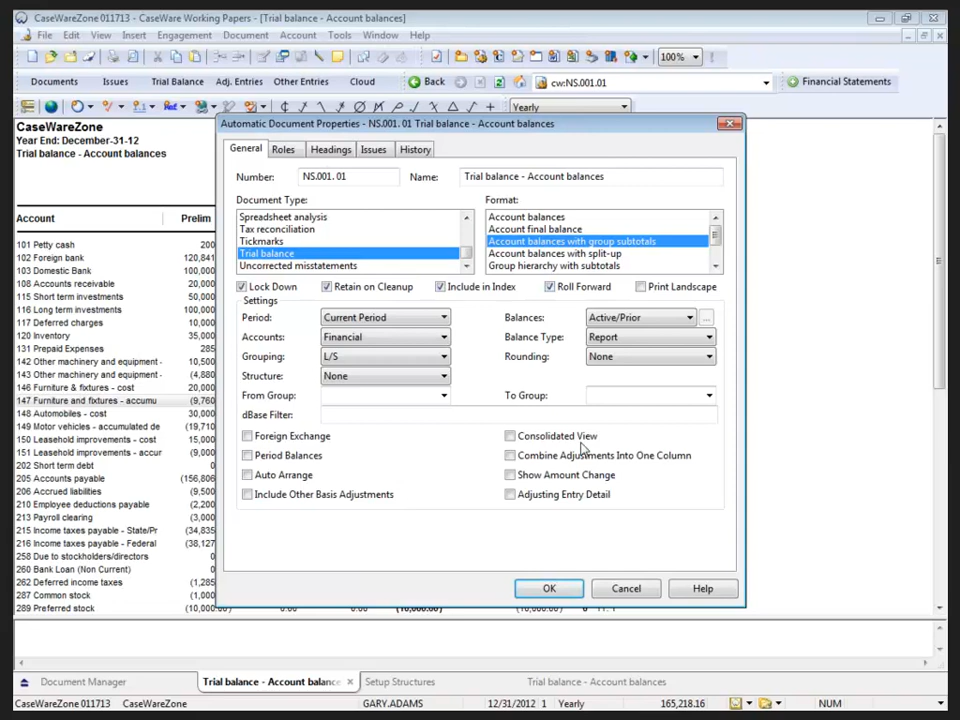 CaseWareZone 011713 - CaseWare Working Papers - [Trial balance - Account balances]
File Edit View Insert Engagement Document Account Tools Window Help
100%
Documents Issues Trial Balance Adj. Entries Other Entries Cloud Back cw:NS.001.01 Financial Statements
Yearly
CaseWareZone
Year End: December-31-12
Trial balance - Account balances
Account Prelim
101 Petty cash 200
102 Foreign bank 120,841
103 Domestic Bank 10,000
108 Accounts receivable
115 Short term investments 50,000
116 Long term investments 100,000
117 Deferred charges 10,000
120 Inventory 35,000
131 Prepaid Expenses 285
142 Other machinery and equipment - 10,500
143 Other machinery and equipment - (4,880
146 Furniture & fixtures - cost 20,000
147 Furniture and fixtures - accumu (9,760
148 Automobiles - cost 30,000
149 Motor vehicles - accumulated de (19,710
150 Leasehold improvements - cost 15,000
151 Leasehold improvements - accur (9,230
202 Short term debt 0
205 Accounts payable (156,806
206 Accrued liabilities (9,500
210 Employee deductions payable (2,200
213 Payroll clearing (3,000
215 Income taxes payable - State/Pr (34,835
216 Income taxes payable - Federal (38,127
258 Due to stockholders/directors 0
260 Bank Loan (Non Current) 0
262 Deferred income taxes (1,285
287 Common stock (1,000
289 Preferred stock (10,000.00) 0.00 0.00 (10,000.00) (10,000.00) 0
Automatic Document Properties - NS.001. 01 Trial balance - Account balances
General Roles Headings Issues History
Number: NS.001. 01 Name: Trial balance - Account balances
Document Type: Format:
Spreadsheet analysis
Tax reconciliation
Tickmarks
Trial balance
Uncorrected misstatements
Account balances
Account final balance
Account balances with group subtotals
Account balances with split-up
Group hierarchy with subtotals
Lock Down Retain on Cleanup Include in Index Roll Forward Print Landscape
Settings
Period: Current Period Balances: Active/Prior ...
Accounts: Financial Balance Type: Report
Grouping: L/S Rounding: None
Structure: None
From Group: To Group:
dBase Filter:
Foreign Exchange Consolidated View
Period Balances Combine Adjustments Into One Column
Auto Arrange Show Amount Change
Include Other Basis Adjustments Adjusting Entry Detail
OK Cancel Help
Document Manager Trial balance - Account balance Setup Structures Trial balance - Account balances
CaseWareZone 011713 CaseWareZone GARY.ADAMS 12/31/2012 1 Yearly 165,218.16 NUM